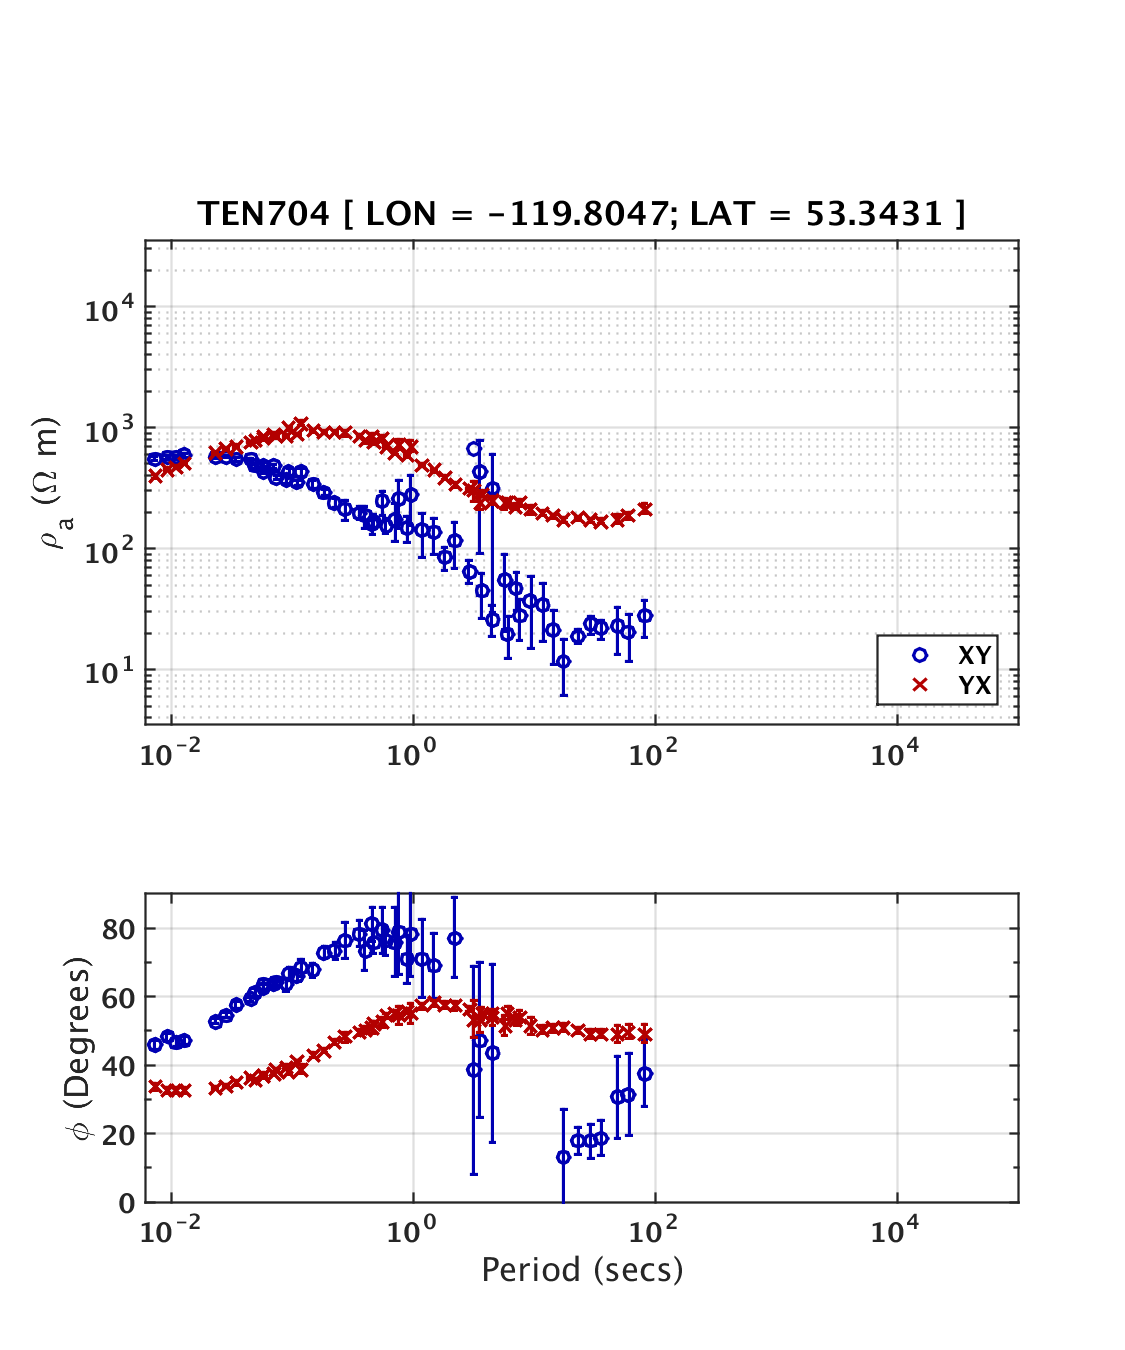 TEN704 [ LON = -119.8047; LAT = 53.3431 ]
ρa (Ω m)
10^4
10^3
10^2
10^1
XY
YX
10^-2 10^0 10^2 10^4
ϕ (Degrees)
80
60
40
20
0
10^-2 10^0 10^2 10^4
Period (secs)